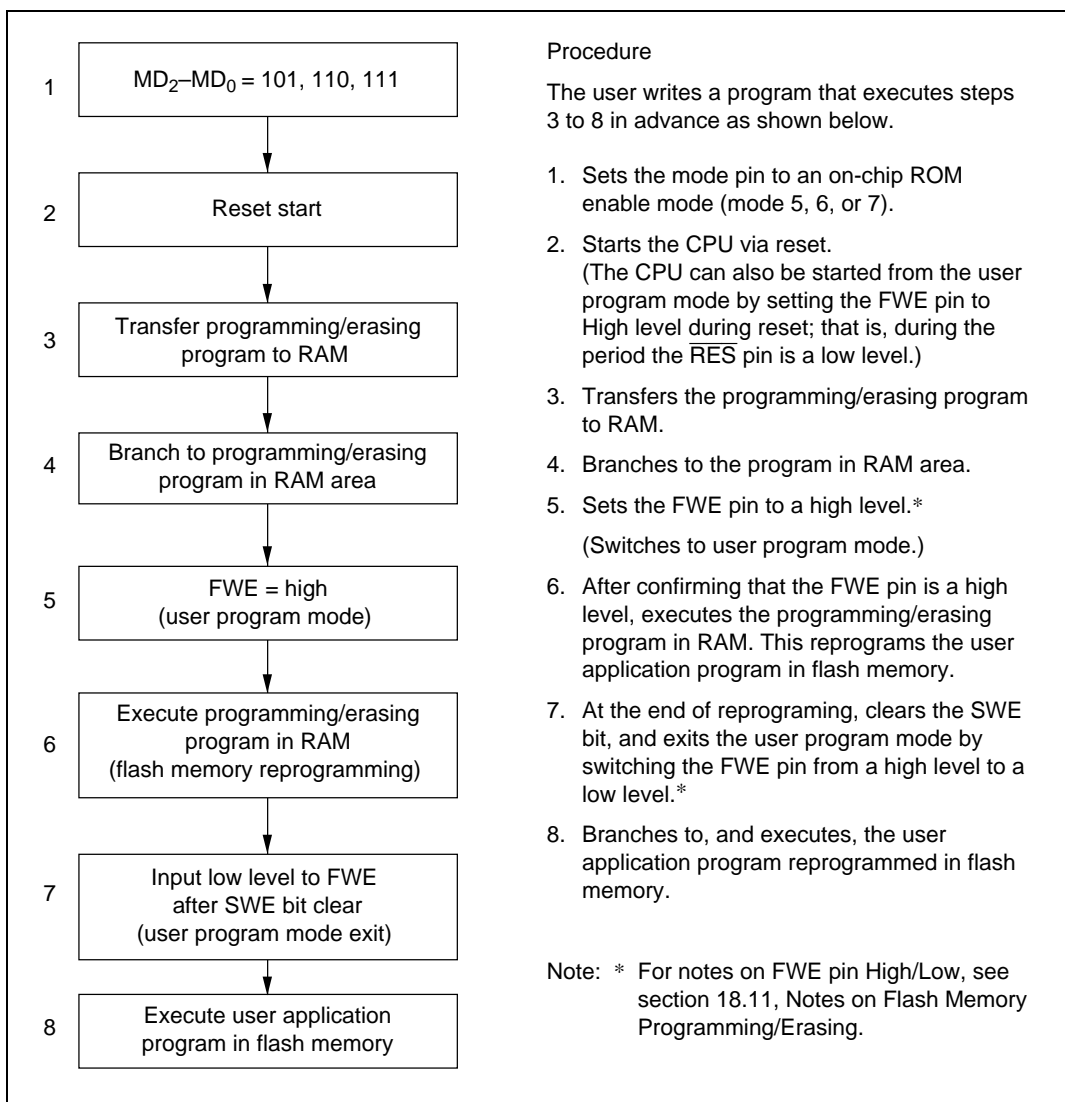 1
MD2–MD0 = 101, 110, 111
2
Reset start
3
Transfer programming/erasing
program to RAM
4
Branch to programming/erasing
program in RAM area
5
FWE = high
(user program mode)
6
Execute programming/erasing
program in RAM
(flash memory reprogramming)
7
Input low level to FWE
after SWE bit clear
(user program mode exit)
8
Execute user application
program in flash memory
Procedure
The user writes a program that executes steps
3 to 8 in advance as shown below.
1. Sets the mode pin to an on-chip ROM
enable mode (mode 5, 6, or 7).
2. Starts the CPU via reset.
(The CPU can also be started from the user
program mode by setting the FWE pin to
High level during reset; that is, during the
period the RES pin is a low level.)
3. Transfers the programming/erasing program
to RAM.
4. Branches to the program in RAM area.
5. Sets the FWE pin to a high level.*
(Switches to user program mode.)
6. After confirming that the FWE pin is a high
level, executes the programming/erasing
program in RAM. This reprograms the user
application program in flash memory.
7. At the end of reprograming, clears the SWE
bit, and exits the user program mode by
switching the FWE pin from a high level to a
low level.*
8. Branches to, and executes, the user
application program reprogrammed in flash
memory.
Note: * For notes on FWE pin High/Low, see
section 18.11, Notes on Flash Memory
Programming/Erasing.